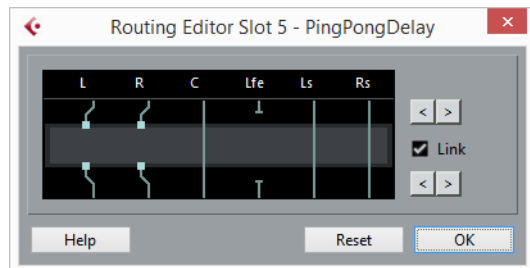 Routing Editor Slot 5 - PingPongDelay
L R C Lfe Ls Rs
< >
Link
< >
Help Reset OK